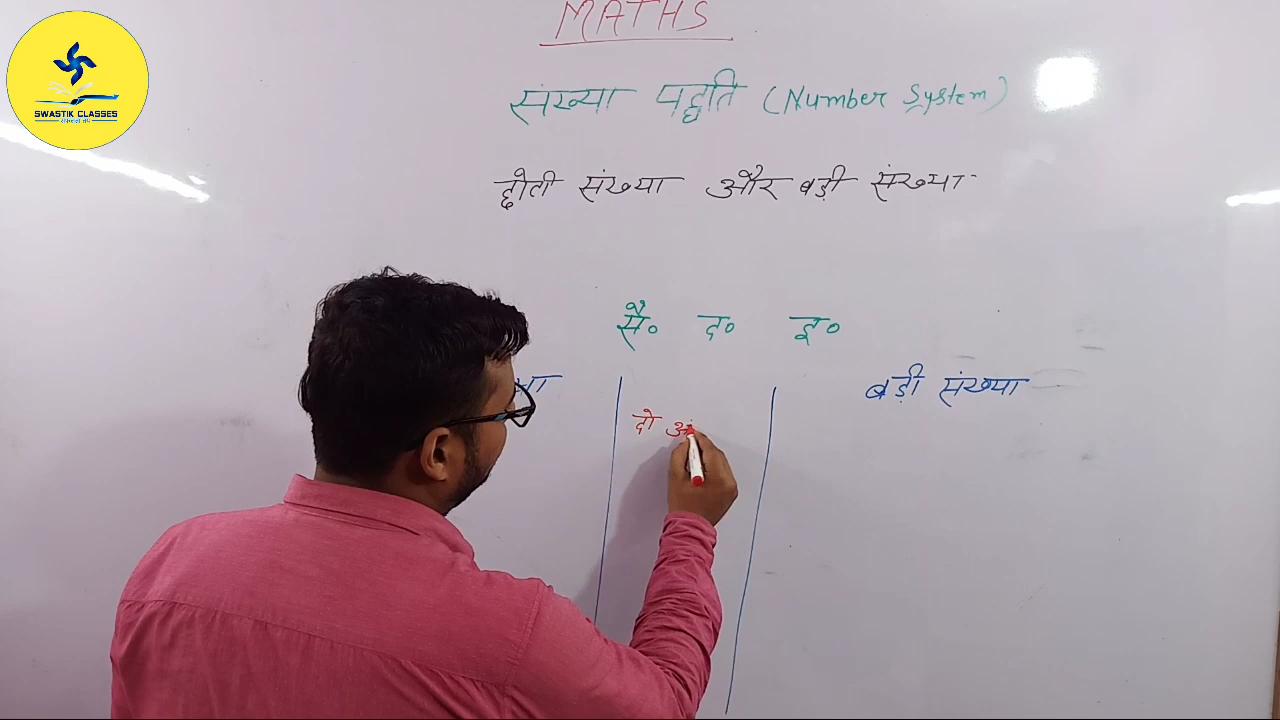 MATHS
SWASTIK CLASSES
संख्या पद्धति (Number System)
छोटी संख्या और बड़ी संख्या
सै० द० इ०
बड़ी संख्या
दो अं